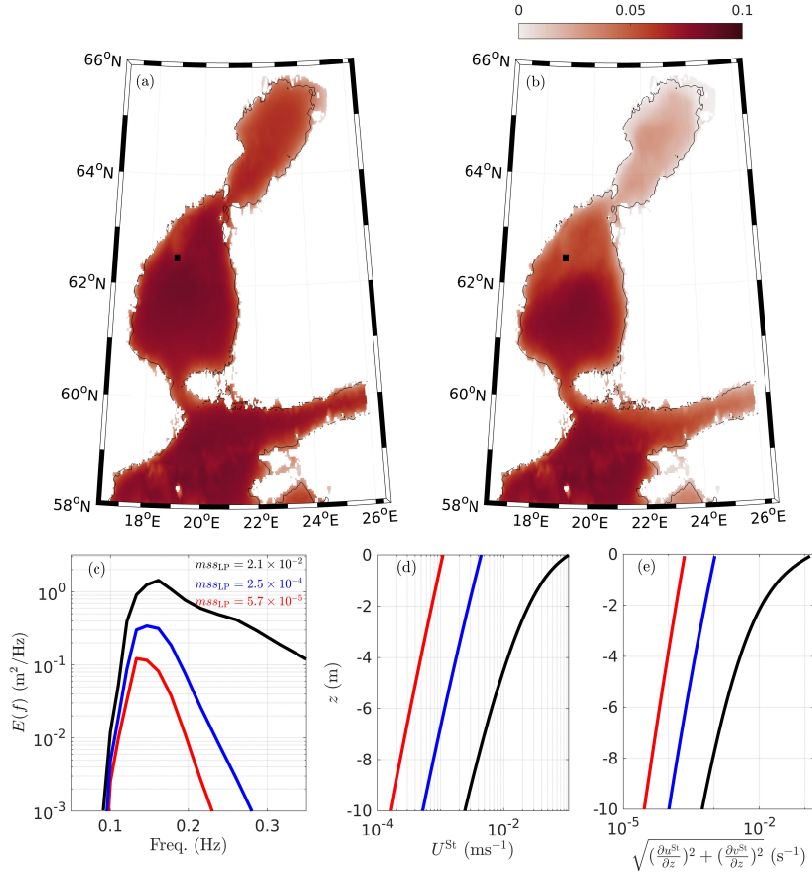 0 0.05 0.1
66°N (a)
64°N
62°N
60°N
58°N
18°E 20°E 22°E 24°E 26°E
66°N (b)
64°N
62°N
60°N
58°N
18°E 20°E 22°E 24°E 26°E
(c)
mss_LP = 2.1 × 10^-2
mss_LP = 2.5 × 10^-4
mss_LP = 5.7 × 10^-5
10^0
10^-1
10^-2
10^-3
E(f) (m^2/Hz)
0.1 0.2 0.3
Freq. (Hz)
(d)
0
-2
-4
-6
-8
-10
z (m)
10^-4 10^-2
U^St (ms^-1)
(e)
0
-2
-4
-6
-8
-10
10^-5 10^-2
√((∂u^St/∂z)^2 + (∂v^St/∂z)^2) (s^-1)